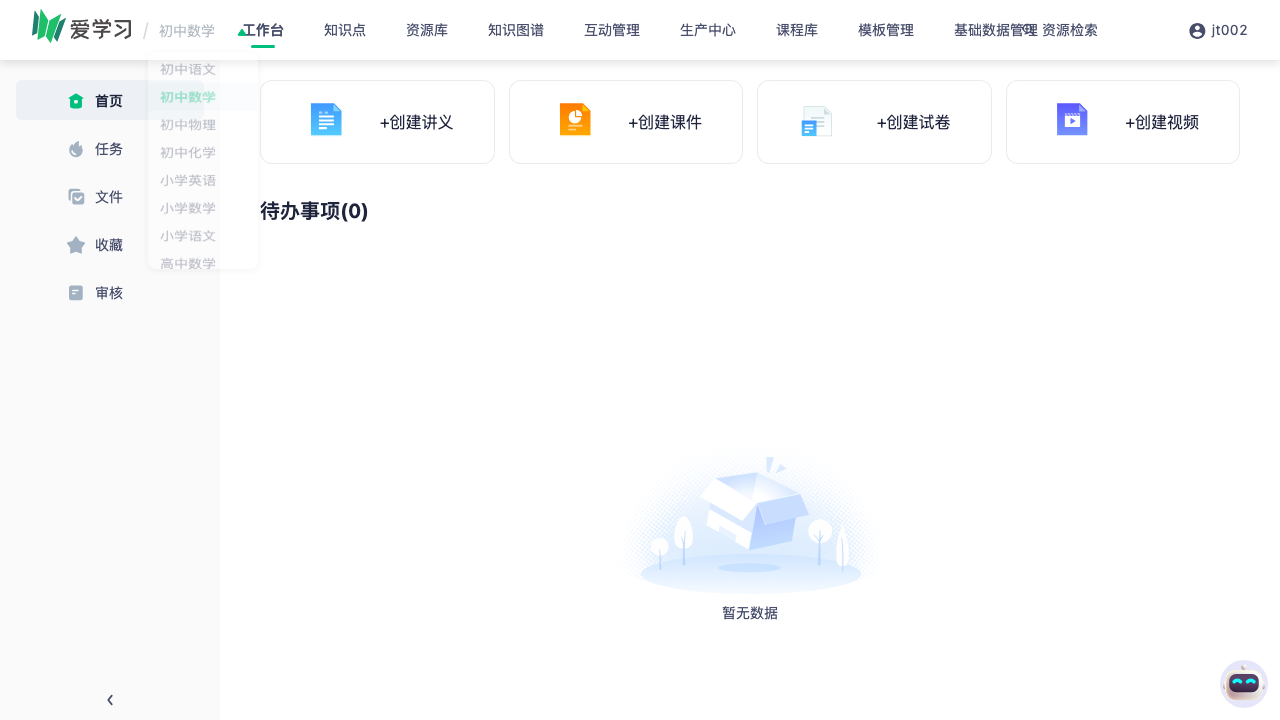 爱学习 / 初中数学 工作台 知识点 资源库 知识图谱 互动管理 生产中心 课程库 模板管理 基础数据管理 资源检索 jt002
初中语文
初中数学
初中物理
初中化学
小学英语
小学数学
小学语文
高中数学
首页
任务
文件
收藏
审核
+创建讲义
+创建课件
+创建试卷
+创建视频
待办事项(0)
暂无数据